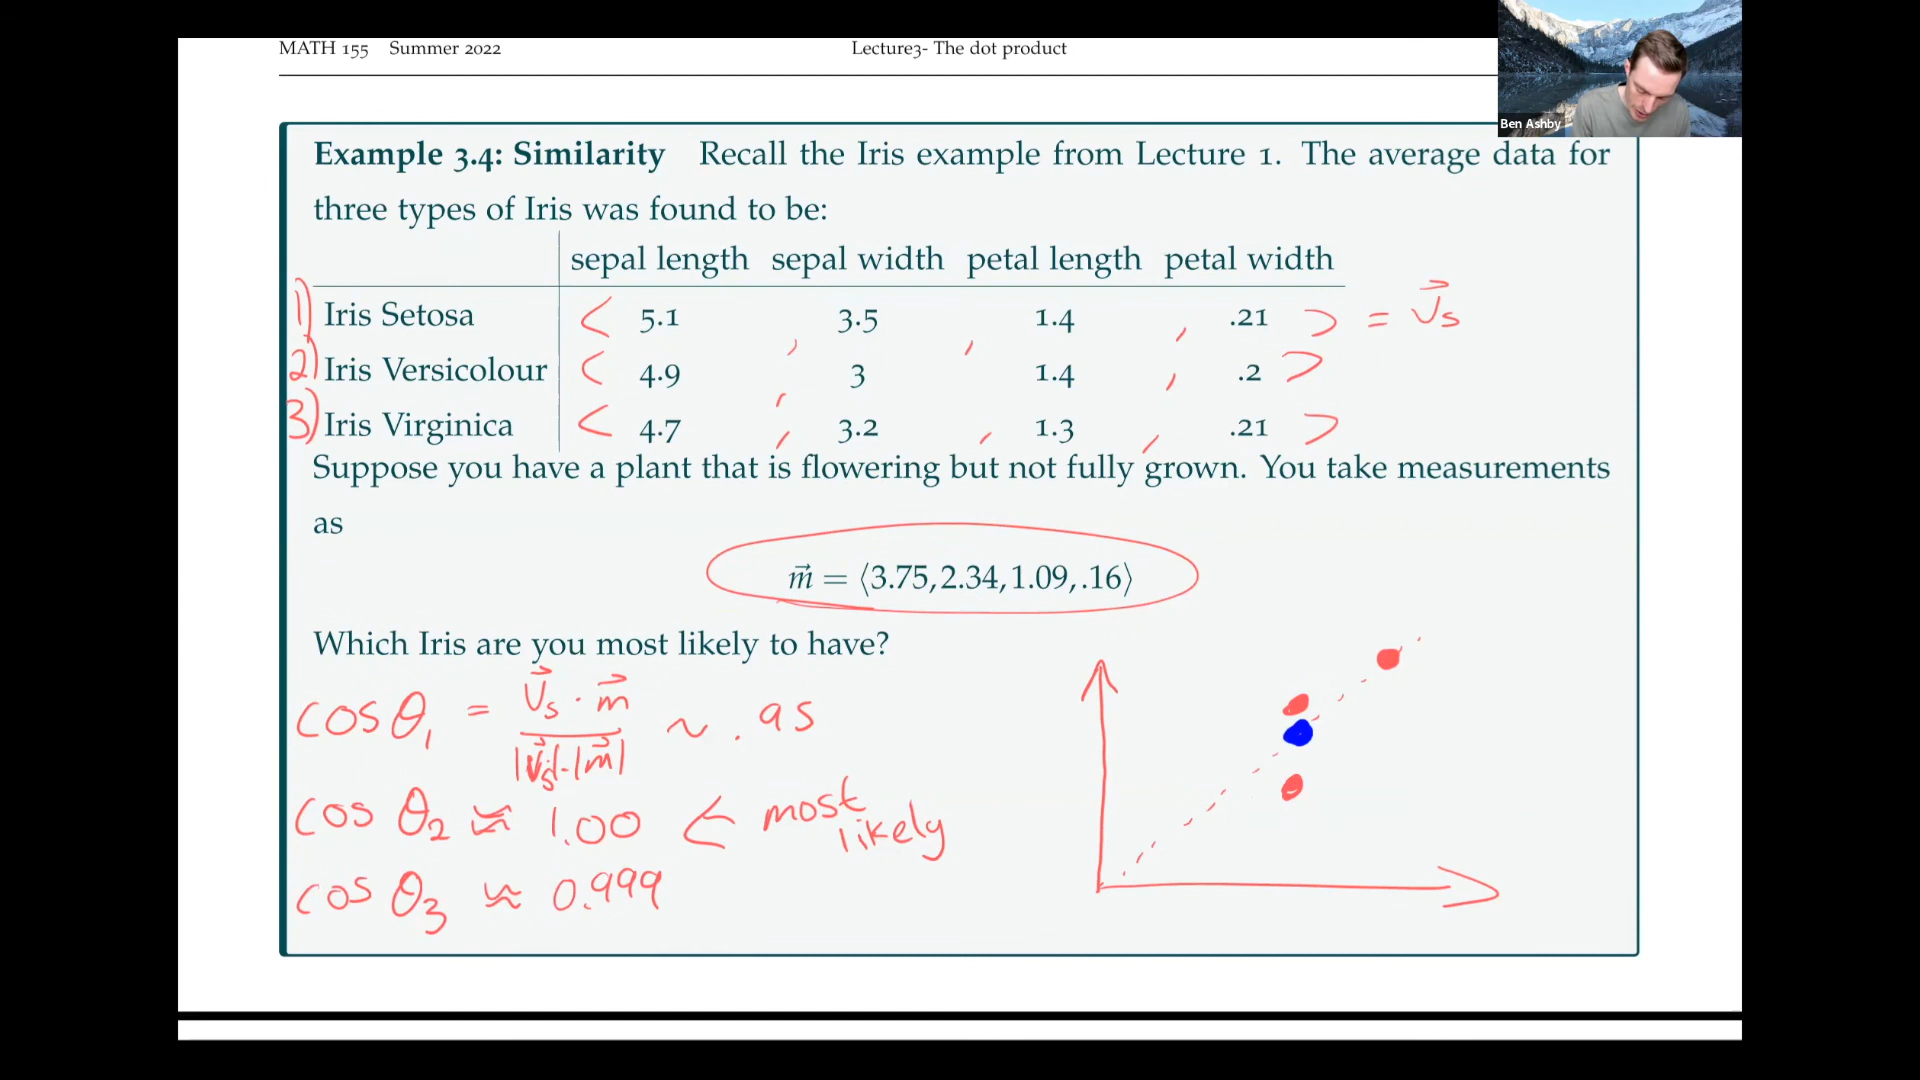 MATH 155 Summer 2022 Lecture3- The dot product
Ben Ashby
Example 3.4: Similarity Recall the Iris example from Lecture 1. The average data for
three types of Iris was found to be:
sepal length sepal width petal length petal width
1) Iris Setosa < 5.1 , 3.5 , 1.4 , .21 > = v⃗s
2) Iris Versicolour < 4.9 , 3 1.4 , .2 >
3) Iris Virginica < 4.7 , 3.2 , 1.3 , .21 >
Suppose you have a plant that is flowering but not fully grown. You take measurements
as
m⃗ = ⟨3.75, 2.34, 1.09, .16⟩
Which Iris are you most likely to have?
cos θ1 = v⃗s · m⃗ / |v⃗s|·|m⃗| ~ .95
cos θ2 ≈ 1.00 < most likely
cos θ3 ≈ 0.999